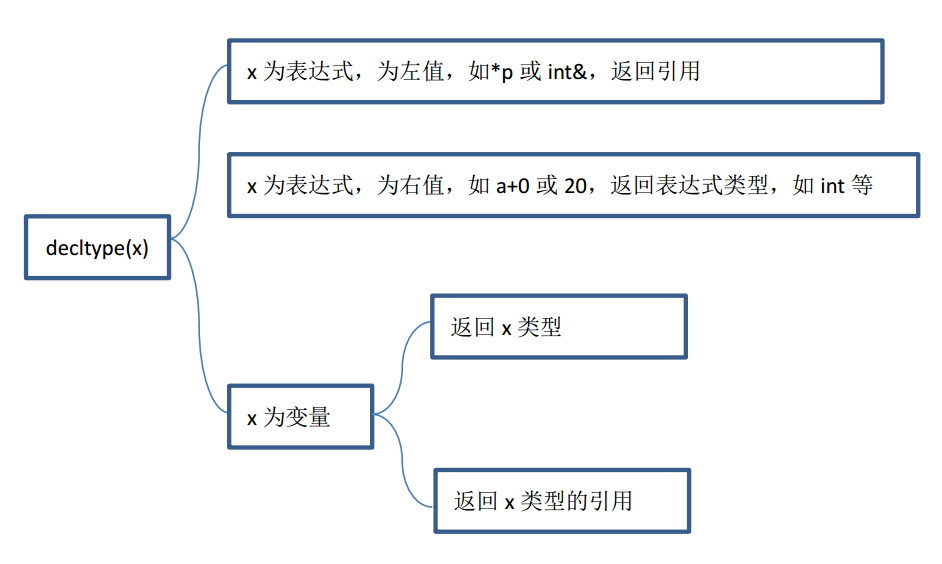 x 为表达式，为左值，如*p 或 int&，返回引用
x 为表达式，为右值，如 a+0 或 20，返回表达式类型，如 int 等
decltype(x)
返回 x 类型
x 为变量
返回 x 类型的引用